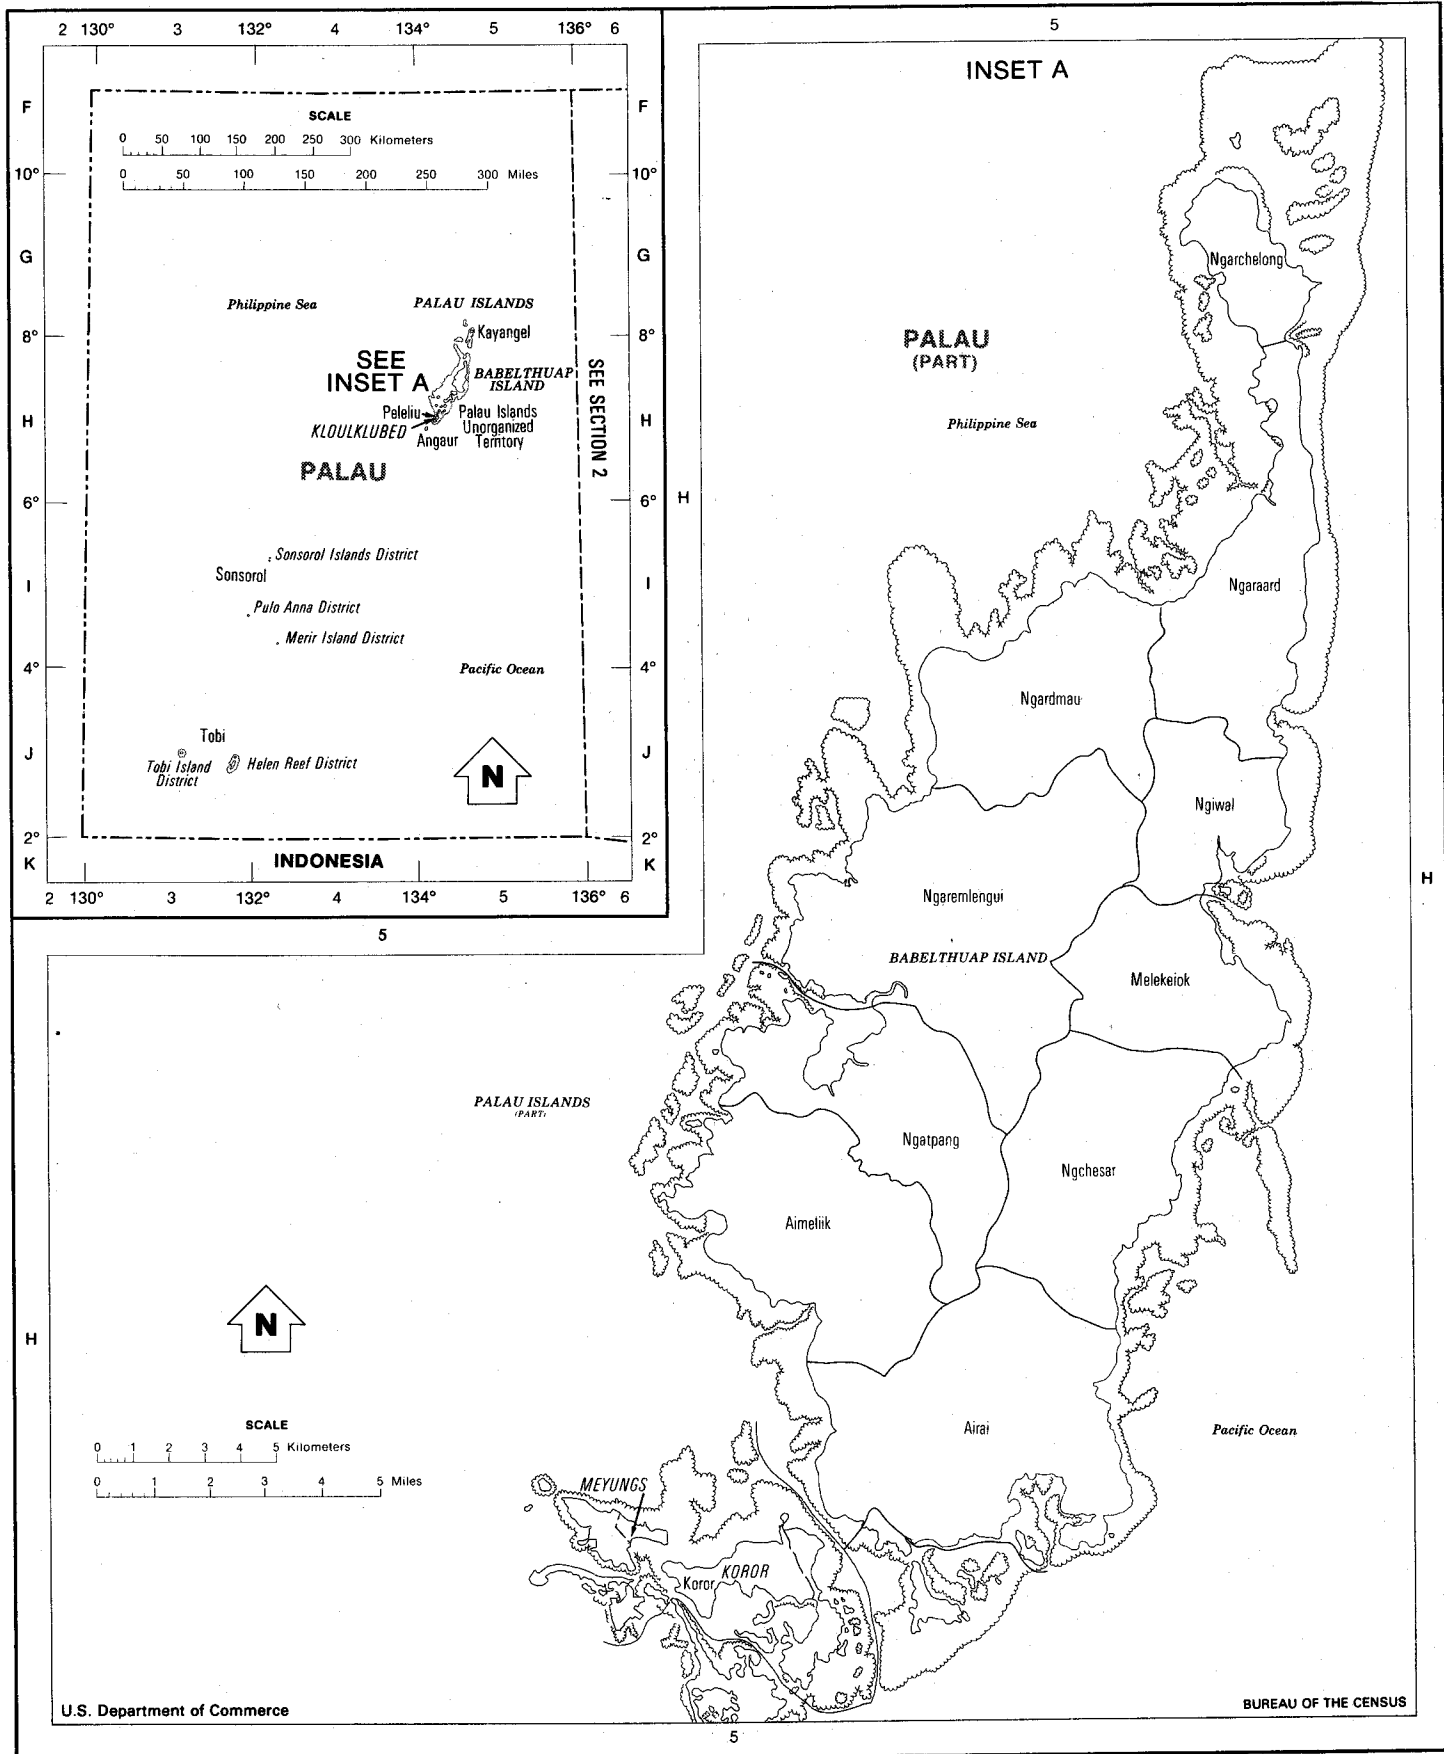 2 130° 3 132° 4 134° 5 136° 6
5
INSET A
F
F
SCALE
0 50 100 150 200 250 300 Kilometers
0 50 100 150 200 250 300 Miles
10°
10°
G
G
Philippine Sea
PALAU ISLANDS
8°
Kayangel
8°
SEE
INSET A
BABELTHUAP
ISLAND
SEE SECTION 2
H
Peleliu
Palau Islands
Unorganized
Territory
H
KLOULKLUBED
Angaur
PALAU
6°
6°
Sonsorol Islands District
I
Sonsorol
I
Pulo Anna District
Merir Island District
4°
Pacific Ocean
4°
J
Tobi
J
Tobi Island
District
Helen Reef District
N
2°
2°
K
INDONESIA
K
2 130° 3 132° 4 134° 5 136° 6
5
Ngarchelong
PALAU
(PART)
Philippine Sea
H
Ngaraard
Ngardmau
Ngiwal
H
Ngaremlengui
BABELTHUAP ISLAND
Melekeiok
PALAU ISLANDS
(PART)
Ngatpang
Ngchesar
Aimeliik
N
H
SCALE
0 1 2 3 4 5 Kilometers
0 1 2 3 4 5 Miles
Airai
Pacific Ocean
MEYUNGS
Koror
KOROR
U.S. Department of Commerce
BUREAU OF THE CENSUS
5